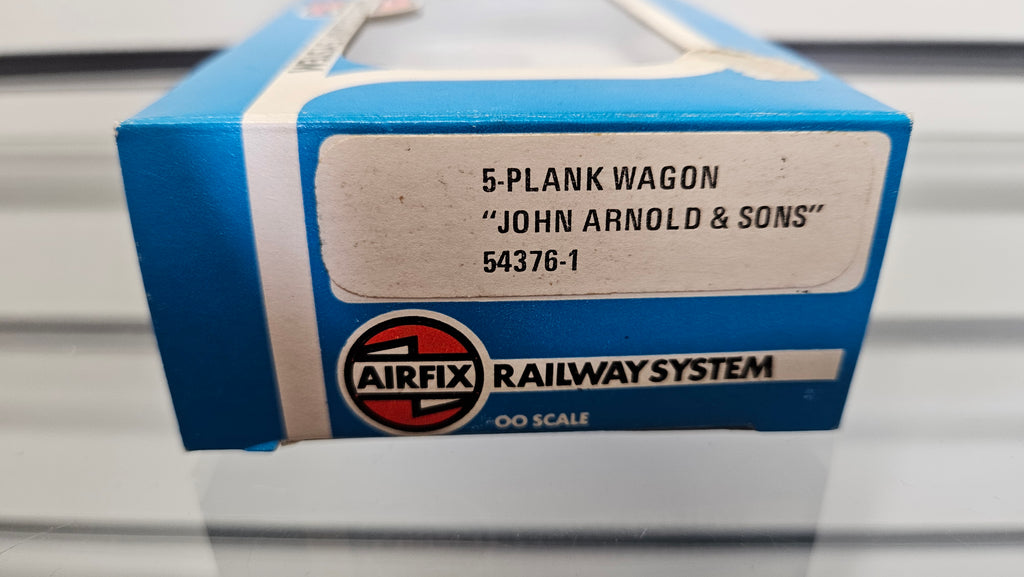 5-PLANK WAGON
"JOHN ARNOLD & SONS"
54376-1
AIRFIX RAILWAY SYSTEM
OO SCALE